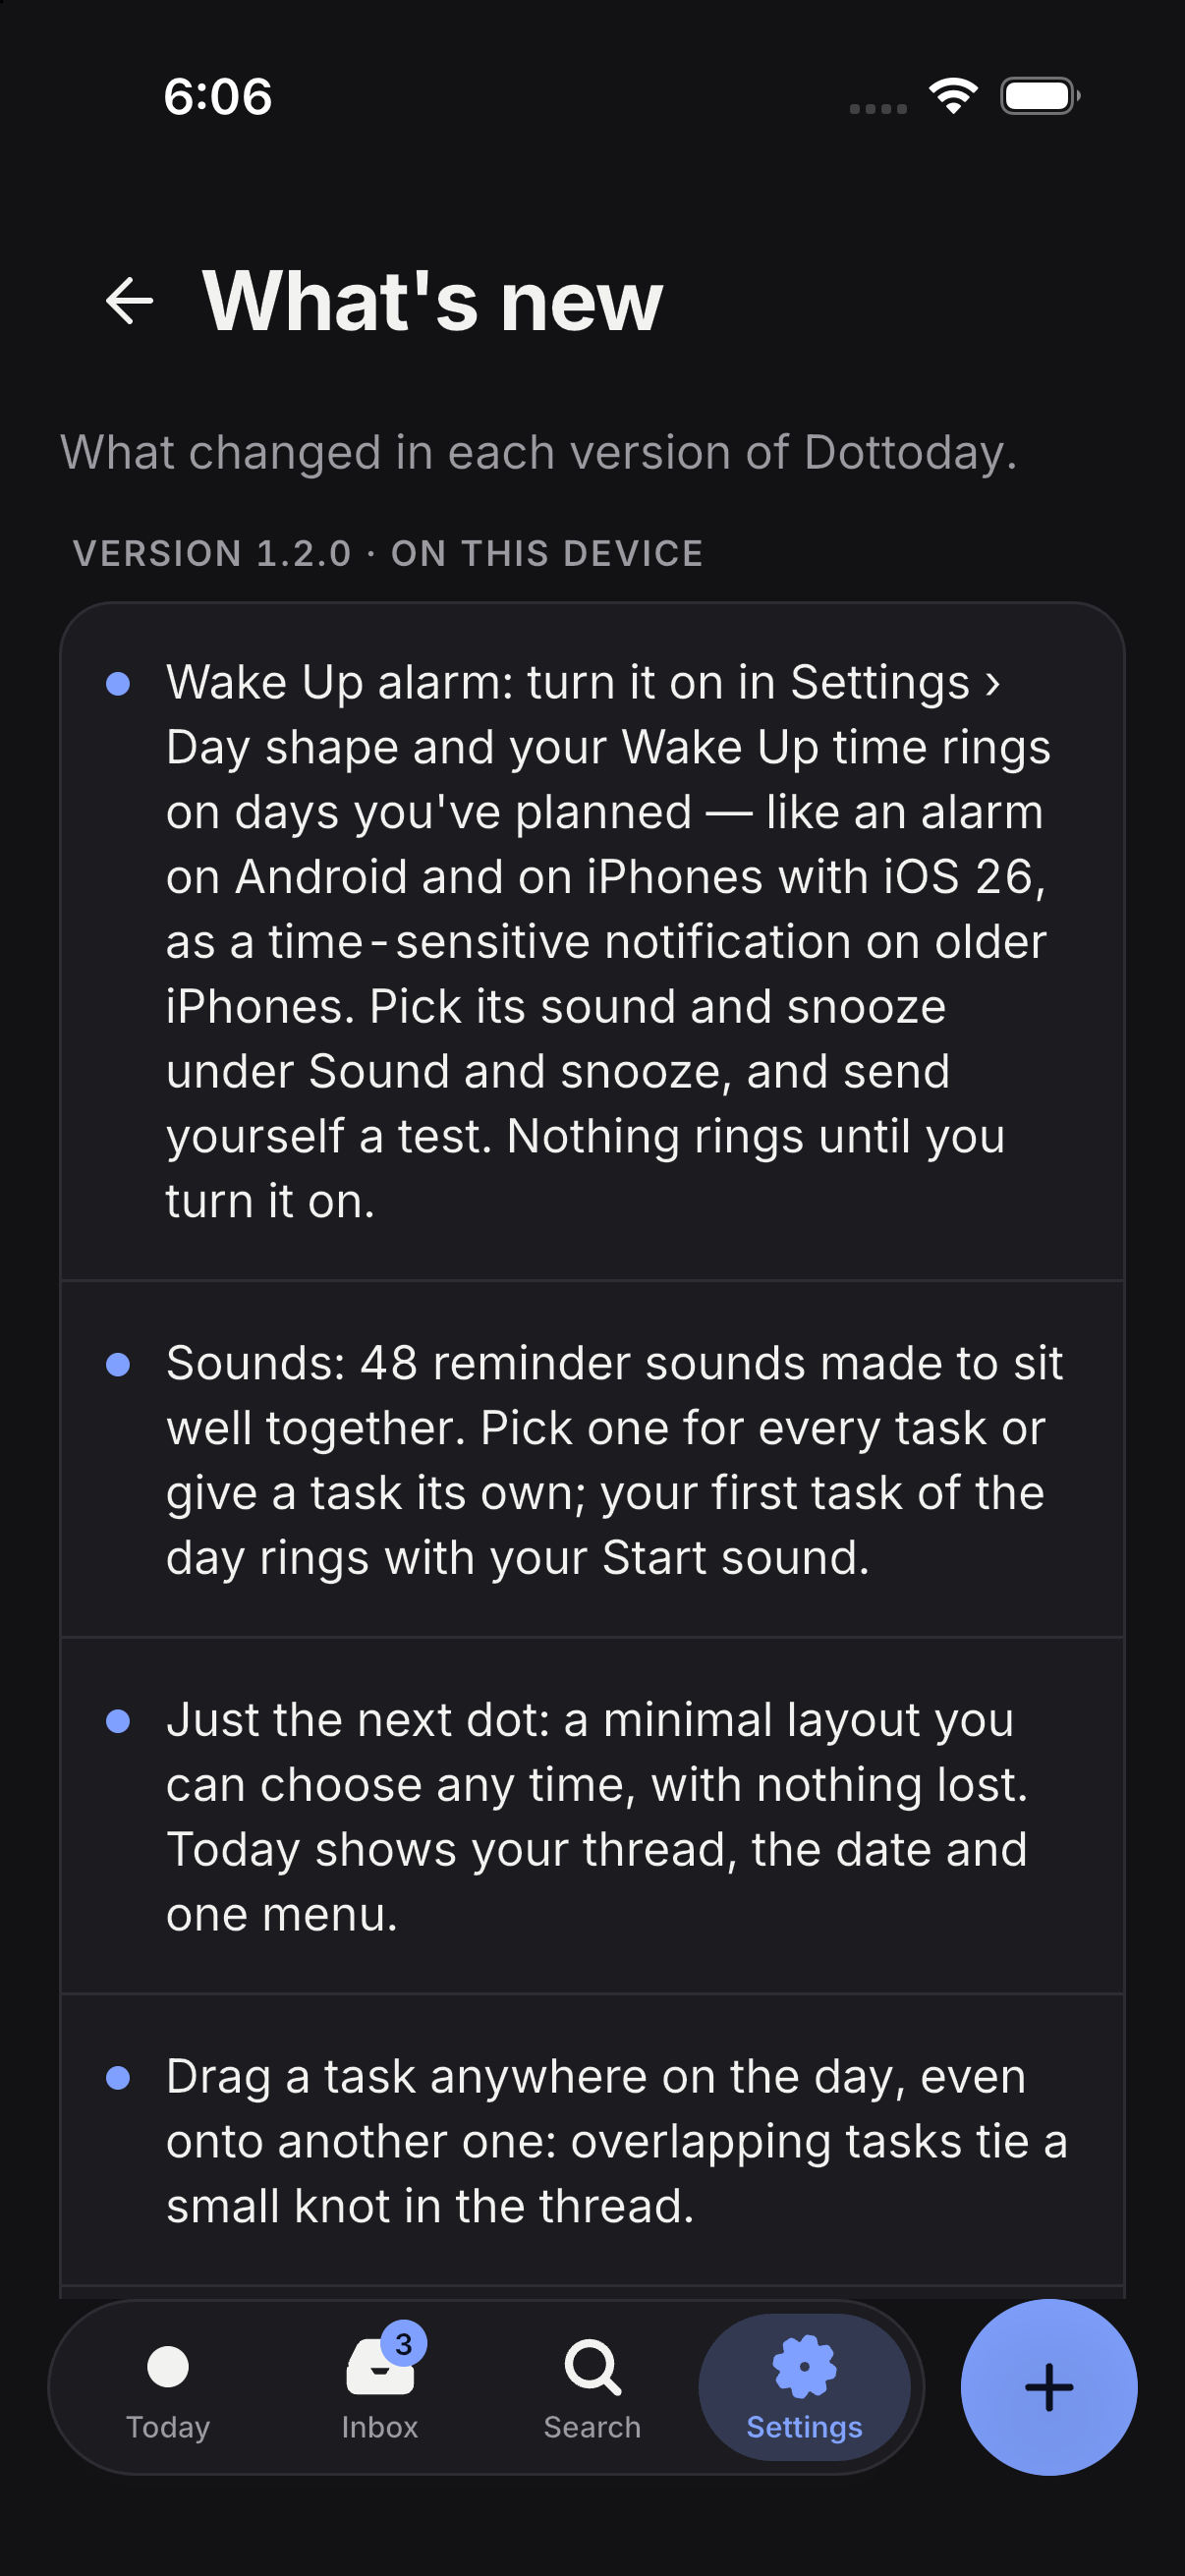 6:06
What's new
What changed in each version of Dottoday.
VERSION 1.2.0 · ON THIS DEVICE
Wake Up alarm: turn it on in Settings ›
Day shape and your Wake Up time rings
on days you've planned — like an alarm
on Android and on iPhones with iOS 26,
as a time-sensitive notification on older
iPhones. Pick its sound and snooze
under Sound and snooze, and send
yourself a test. Nothing rings until you
turn it on.
Sounds: 48 reminder sounds made to sit
well together. Pick one for every task or
give a task its own; your first task of the
day rings with your Start sound.
Just the next dot: a minimal layout you
can choose any time, with nothing lost.
Today shows your thread, the date and
one menu.
Drag a task anywhere on the day, even
onto another one: overlapping tasks tie a
small knot in the thread.
3
Today
Inbox
Search
Settings